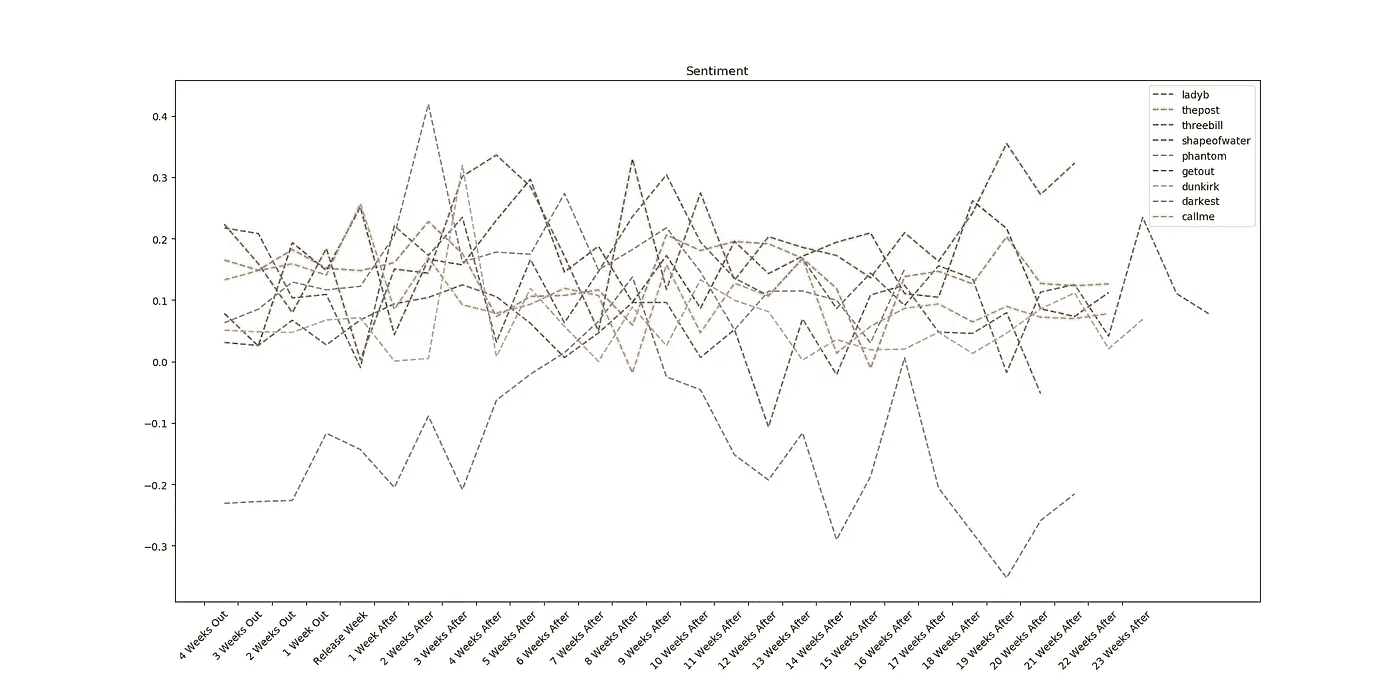 Sentiment
0.4
0.3
0.2
0.1
0.0
−0.1
−0.2
−0.3
ladyb
thepost
threebill
shapeofwater
phantom
getout
dunkirk
darkest
callme
4 Weeks Out
3 Weeks Out
2 Weeks Out
1 Week Out
Release Week
1 Week After
2 Weeks After
3 Weeks After
4 Weeks After
5 Weeks After
6 Weeks After
7 Weeks After
8 Weeks After
9 Weeks After
10 Weeks After
11 Weeks After
12 Weeks After
13 Weeks After
14 Weeks After
15 Weeks After
16 Weeks After
17 Weeks After
18 Weeks After
19 Weeks After
20 Weeks After
21 Weeks After
22 Weeks After
23 Weeks After